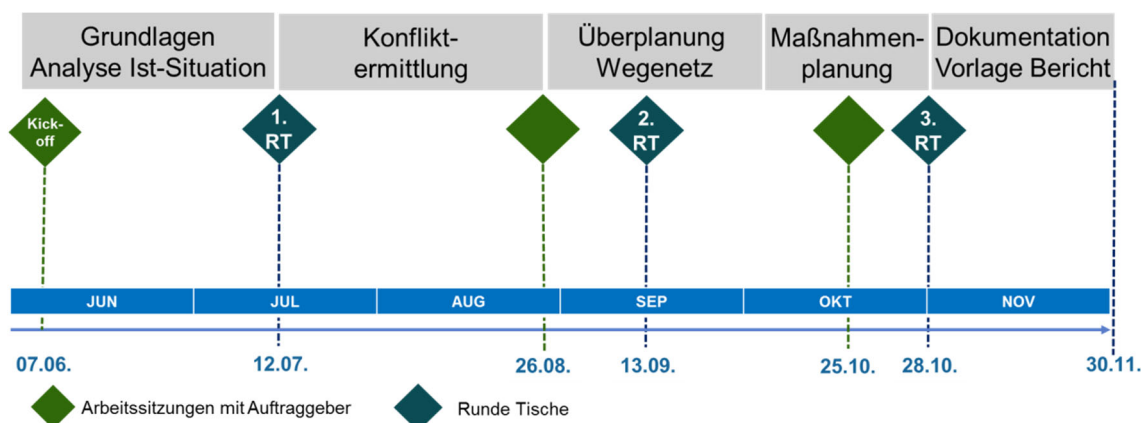 Grundlagen
Analyse Ist-Situation
Konflikt-
ermittlung
Überplanung
Wegenetz
Maßnahmen-
planung
Dokumentation
Vorlage Bericht
Kick-
off
1.
RT
2.
RT
3.
RT
JUN
JUL
AUG
SEP
OKT
NOV
07.06.
12.07.
26.08.
13.09.
25.10.
28.10.
30.11.
Arbeitssitzungen mit Auftraggeber
Runde Tische